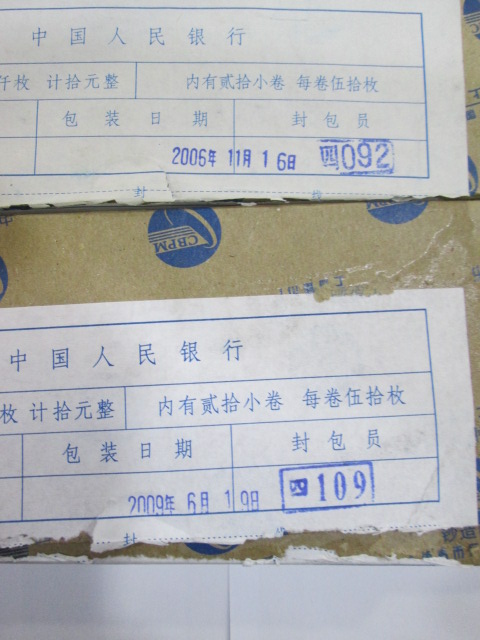 中国人民银行
仟枚 计拾元整 内有贰拾小卷 每卷伍拾枚
包装日期 封包员
2006年11月16日 四092
封 线
CBPM
中国人民银行
枚 计拾元整 内有贰拾小卷 每卷伍拾枚
包装日期 封包员
2009年6月19日 四109
封